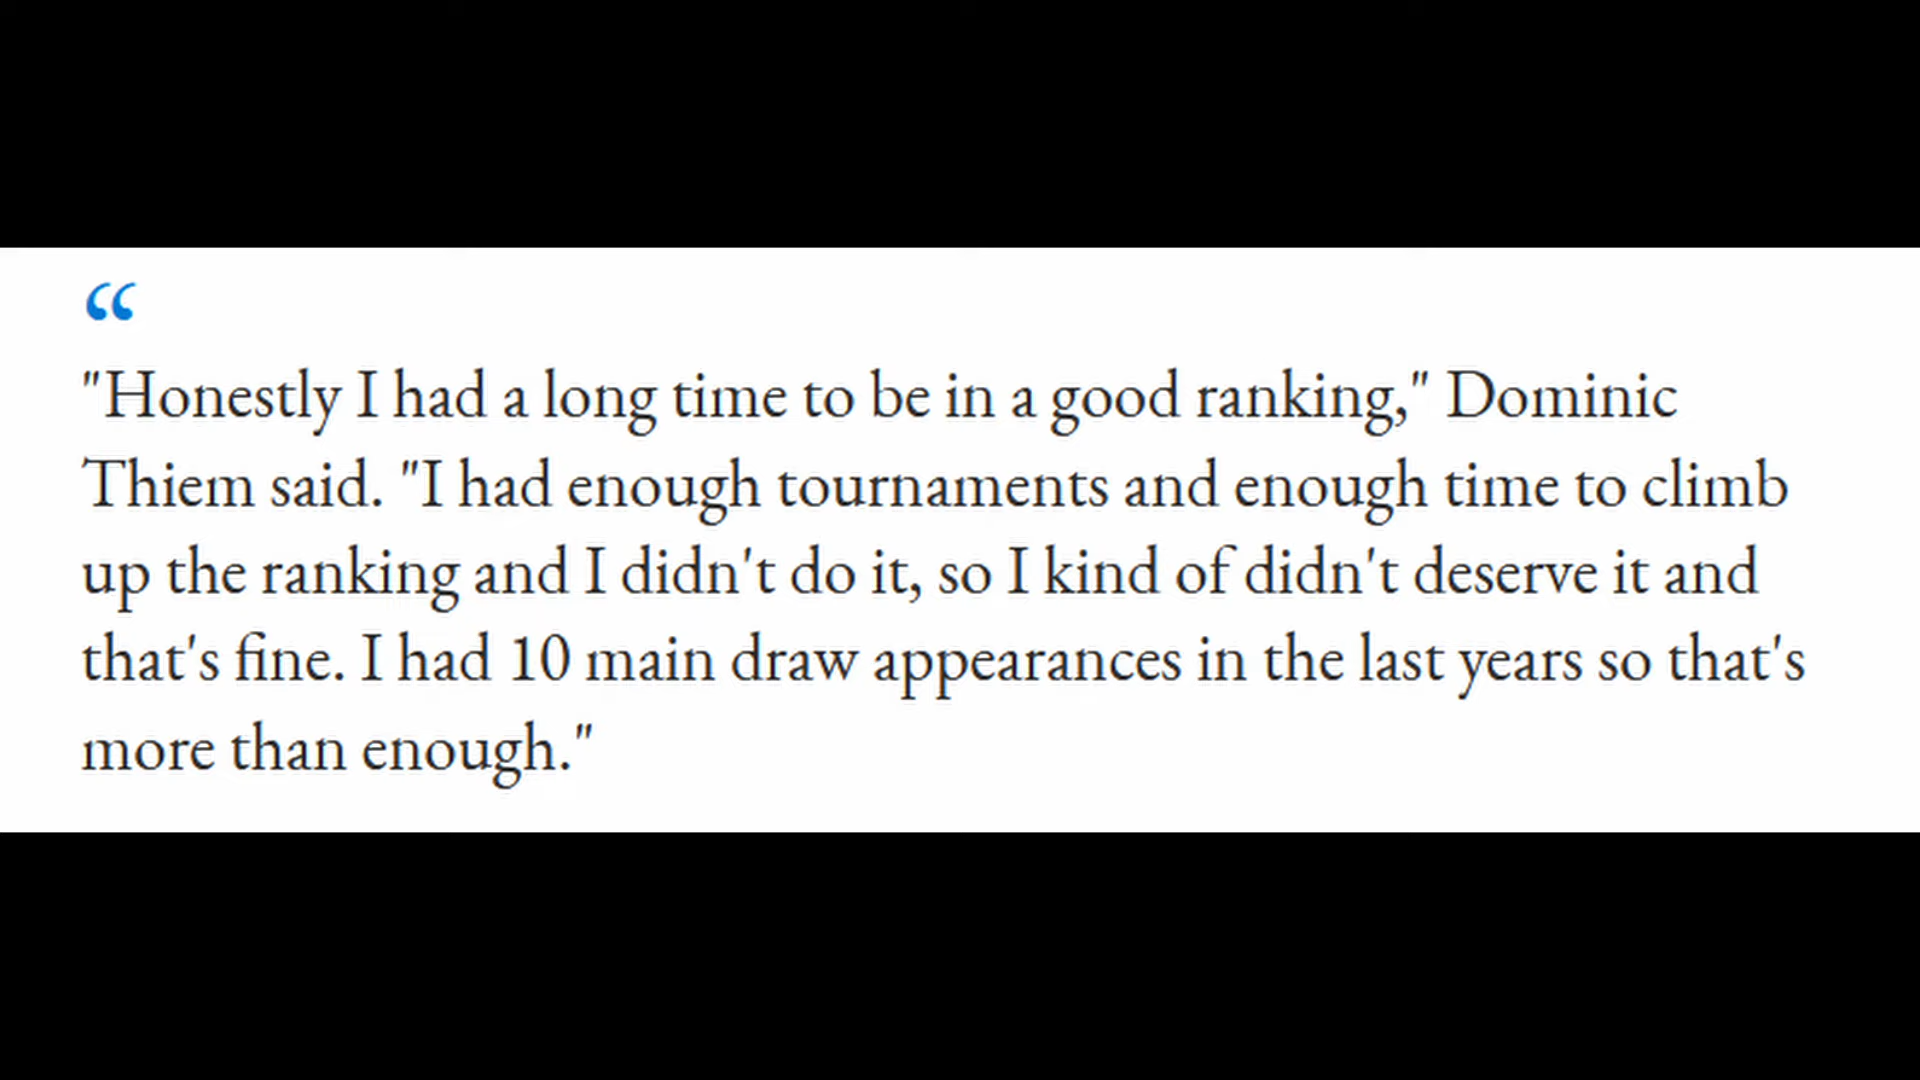 “
"Honestly I had a long time to be in a good ranking," Dominic
Thiem said. "I had enough tournaments and enough time to climb
up the ranking and I didn't do it, so I kind of didn't deserve it and
that's fine. I had 10 main draw appearances in the last years so that's
more than enough."